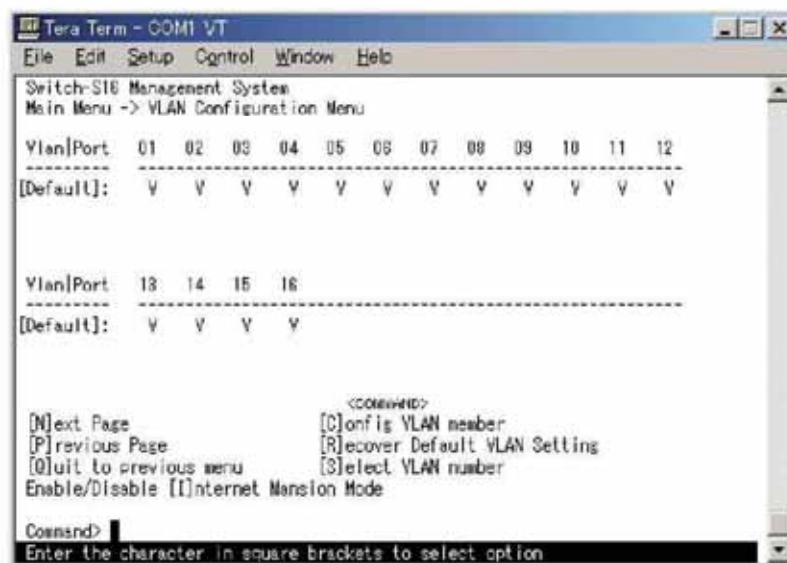 Tera Term - COM1 VT
File Edit Setup Control Window Help
Switch-S16 Management System
Main Menu -> VLAN Configuration Menu
Vlan|Port 01 02 03 04 05 06 07 08 09 10 11 12
--------- -----------------------------------------------------------
[Default]: V V V V V V V V V V V V
Vlan|Port 13 14 15 16
--------- -----------------------------------------------------------
[Default]: V V V V
<COMMAND>
[N]ext Page [C]onfig VLAN member
[P]revious Page [R]ecover Default VLAN Setting
[Q]uit to previous menu [S]elect VLAN number
Enable/Disable [I]nternet Mansion Mode
Command>
Enter the character in square brackets to select option